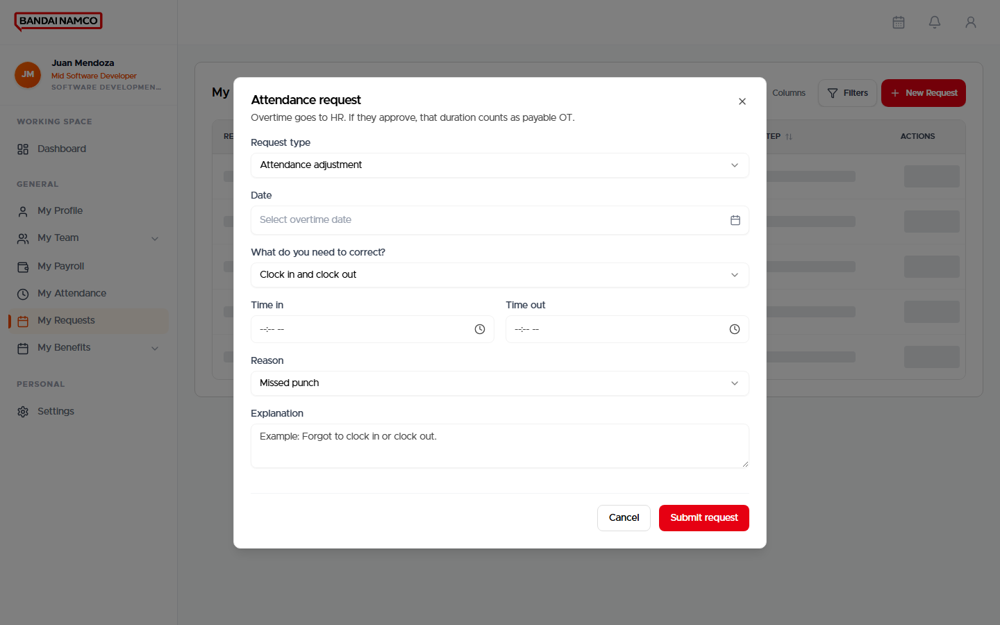 BANDAI NAMCO
JM
Juan Mendoza
Mid Software Developer
SOFTWARE DEVELOPMEN...
WORKING SPACE
Dashboard
GENERAL
My Profile
My Team
My Payroll
My Attendance
My Requests
My Benefits
PERSONAL
Settings
My
Columns
Filters
New Request
RE
TEP
ACTIONS
Attendance request
Overtime goes to HR. If they approve, that duration counts as payable OT.
Request type
Attendance adjustment
Date
Select overtime date
What do you need to correct?
Clock in and clock out
Time in
Time out
--:-- --
--:-- --
Reason
Missed punch
Explanation
Example: Forgot to clock in or clock out.
Cancel
Submit request